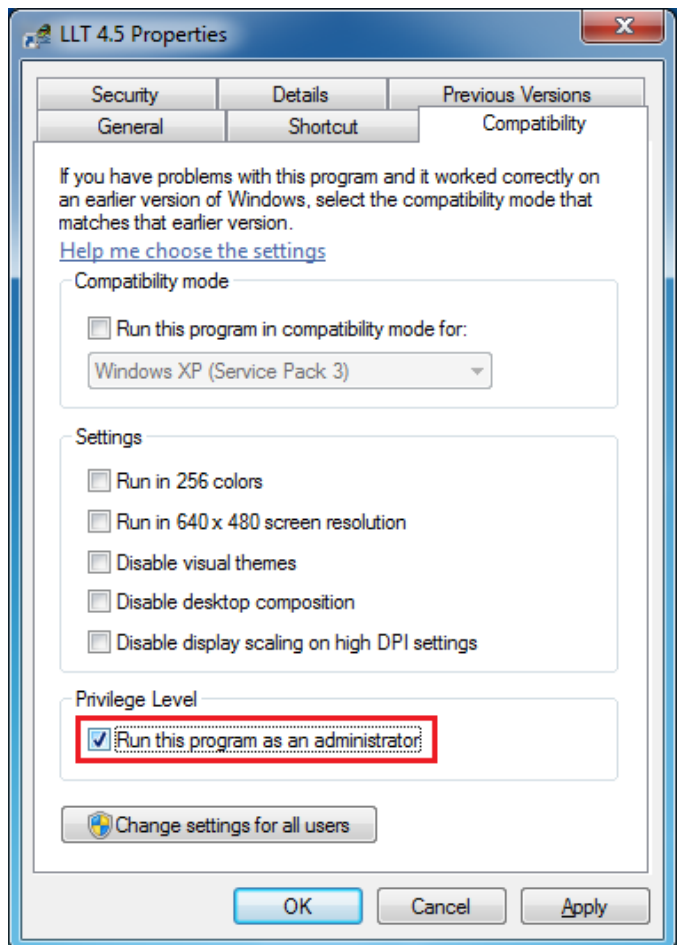 LLT 4.5 Properties
Security
Details
Previous Versions
General
Shortcut
Compatibility
If you have problems with this program and it worked correctly on
an earlier version of Windows, select the compatibility mode that
matches that earlier version.
Help me choose the settings
Compatibility mode
Run this program in compatibility mode for:
Windows XP (Service Pack 3)
Settings
Run in 256 colors
Run in 640 x 480 screen resolution
Disable visual themes
Disable desktop composition
Disable display scaling on high DPI settings
Privilege Level
Run this program as an administrator
Change settings for all users
OK
Cancel
Apply